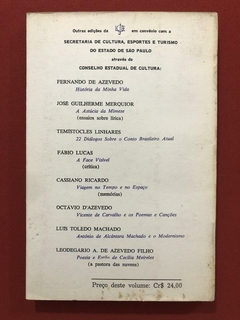 Outras edições da em convênio com a
SECRETARIA DE CULTURA, ESPORTES E TURISMO
DO ESTADO DE SÃO PAULO
através do
CONSELHO ESTADUAL DE CULTURA:
FERNANDO DE AZEVEDO
História da Minha Vida
JOSÉ GUILHERME MERQUIOR
A Astúcia da Mimese
(ensaios sobre lírica)
TEMÍSTOCLES LINHARES
22 Diálogos Sobre o Conto Brasileiro Atual
FÁBIO LUCAS
A Face Visível
(crítica)
CASSIANO RICARDO
Viagem no Tempo e no Espaço
(memórias)
OCTÁVIO D'AZEVEDO
Vicente de Carvalho e os Poemas e Canções
LUÍS TOLEDO MACHADO
Antônio de Alcântara Machado e o Modernismo
LEODEGÁRIO A. DE AZEVEDO FILHO
Poesia e Estilo de Cecília Meireles
(a pastora das nuvens)
Preço deste volume: Cr$ 24,00